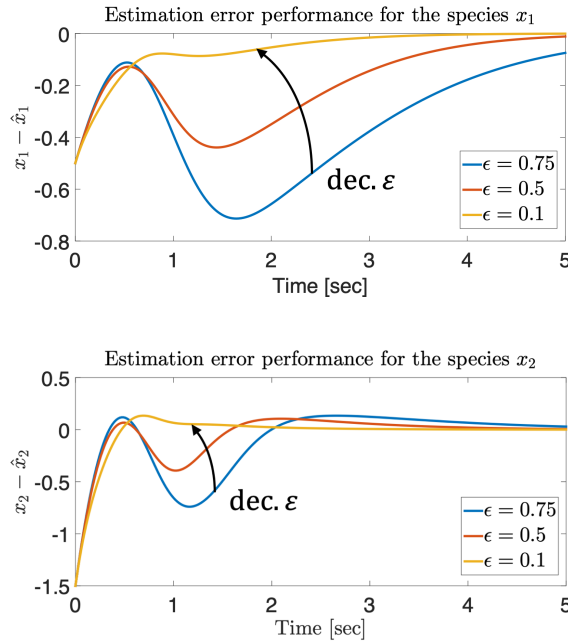 Estimation error performance for the species x₁
0
-0.2
-0.4
-0.6
-0.8
x₁ − x̂₁
dec. ε
ϵ = 0.75
ϵ = 0.5
ϵ = 0.1
0 1 2 3 4 5
Time [sec]
Estimation error performance for the species x₂
0.5
0
-0.5
-1
-1.5
x₂ − x̂₂
dec. ε
ϵ = 0.75
ϵ = 0.5
ϵ = 0.1
0 1 2 3 4 5
Time [sec]